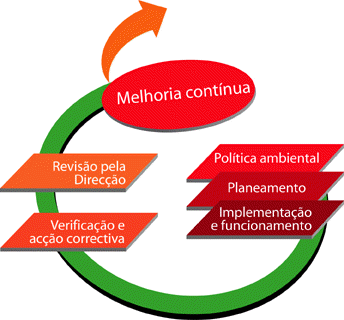 Melhoria contínua
Política ambiental
Planeamento
Implementação
e funcionamento
Verificação e
acção correctiva
Revisão pela
Direcção